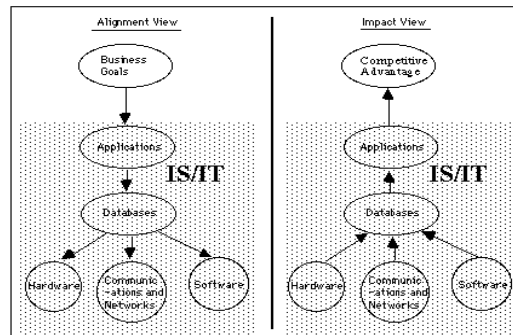 Alignment View
Business
Goals
Applications
IS/IT
Databases
Hardware
Communic
-ations and
Networks
Software
Impact View
Competitive
Advantage
Applications
IS/IT
Databases
Hardware
Communic
-ations and
Networks
Software